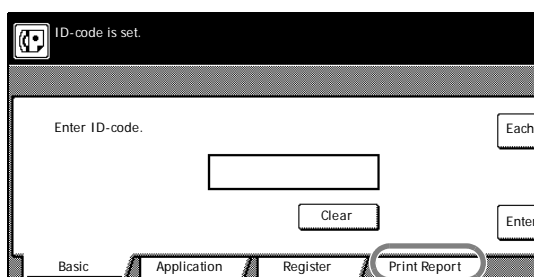 ID-code is set.
Enter ID-code.
Each
Clear
Enter
Basic Application Register Print Report